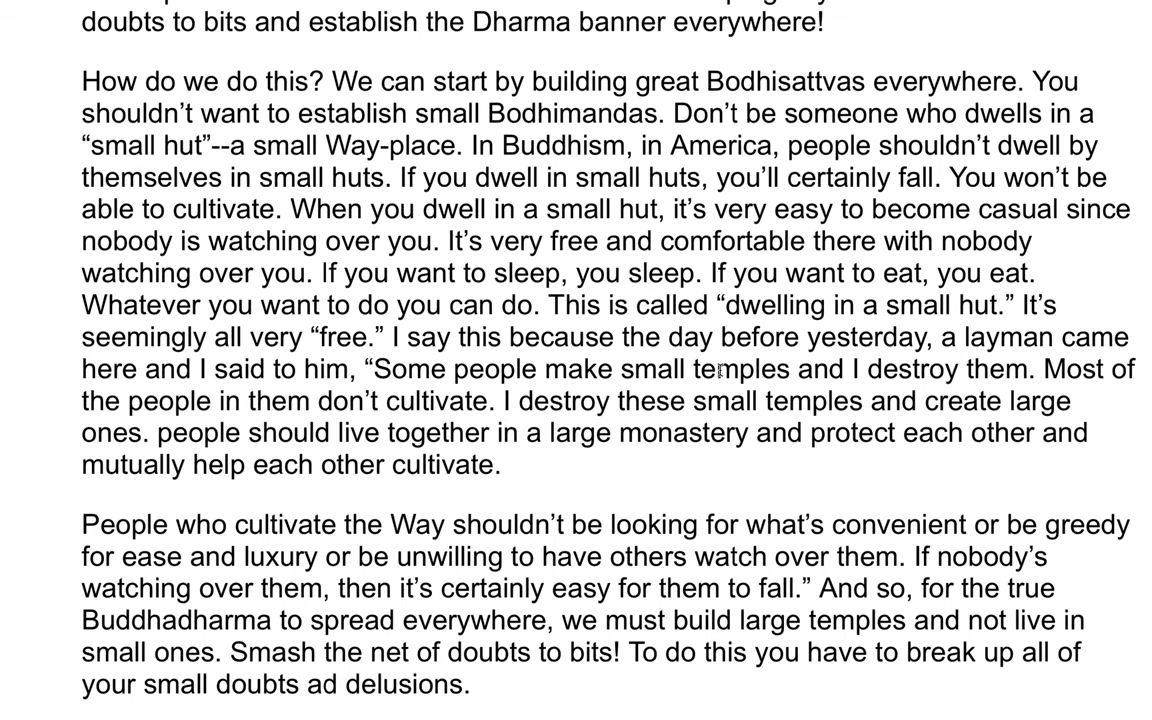 doubts to bits and establish the Dharma banner everywhere!
How do we do this? We can start by building great Bodhisattvas everywhere. You
shouldn’t want to establish small Bodhimandas. Don’t be someone who dwells in a
“small hut”--a small Way-place. In Buddhism, in America, people shouldn’t dwell by
themselves in small huts. If you dwell in small huts, you’ll certainly fall. You won’t be
able to cultivate. When you dwell in a small hut, it’s very easy to become casual since
nobody is watching over you. It’s very free and comfortable there with nobody
watching over you. If you want to sleep, you sleep. If you want to eat, you eat.
Whatever you want to do you can do. This is called “dwelling in a small hut.” It’s
seemingly all very “free.” I say this because the day before yesterday, a layman came
here and I said to him, “Some people make small temples and I destroy them. Most of
the people in them don’t cultivate. I destroy these small temples and create large
ones. people should live together in a large monastery and protect each other and
mutually help each other cultivate.
People who cultivate the Way shouldn’t be looking for what’s convenient or be greedy
for ease and luxury or be unwilling to have others watch over them. If nobody’s
watching over them, then it’s certainly easy for them to fall.” And so, for the true
Buddhadharma to spread everywhere, we must build large temples and not live in
small ones. Smash the net of doubts to bits! To do this you have to break up all of
your small doubts ad delusions.